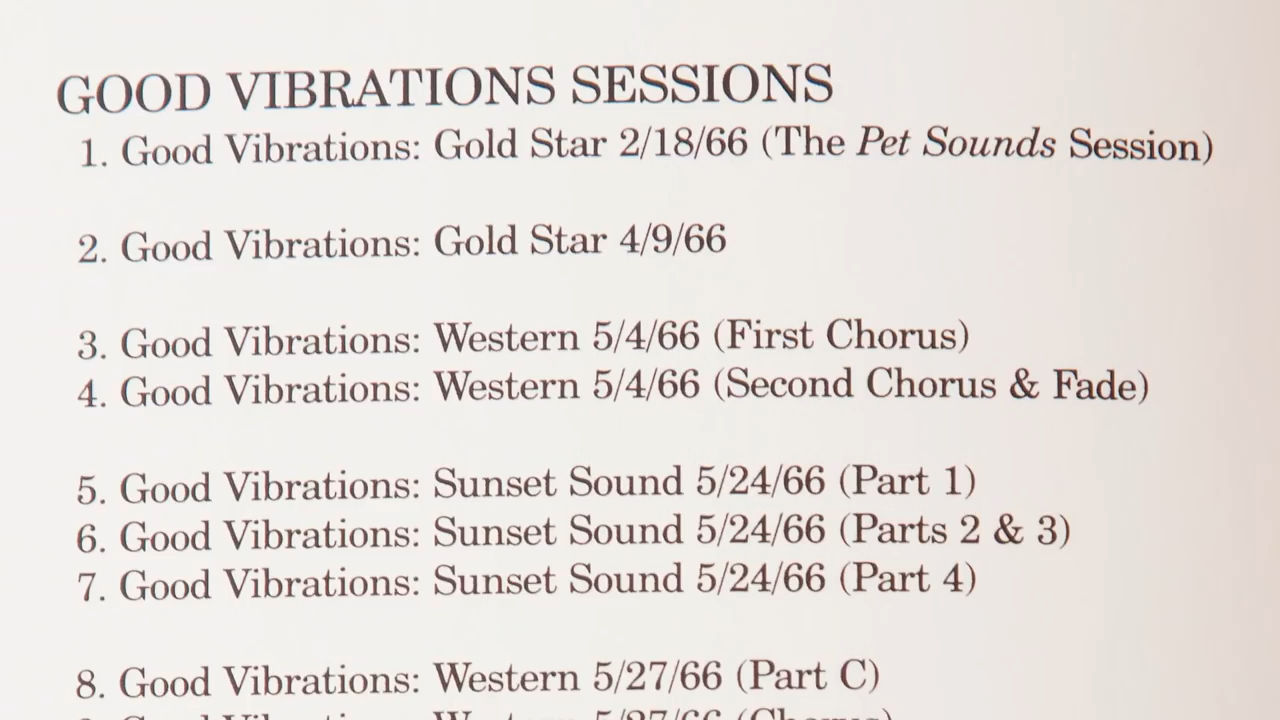 GOOD VIBRATIONS SESSIONS
1. Good Vibrations: Gold Star 2/18/66 (The Pet Sounds Session)
2. Good Vibrations: Gold Star 4/9/66
3. Good Vibrations: Western 5/4/66 (First Chorus)
4. Good Vibrations: Western 5/4/66 (Second Chorus & Fade)
5. Good Vibrations: Sunset Sound 5/24/66 (Part 1)
6. Good Vibrations: Sunset Sound 5/24/66 (Parts 2 & 3)
7. Good Vibrations: Sunset Sound 5/24/66 (Part 4)
8. Good Vibrations: Western 5/27/66 (Part C)